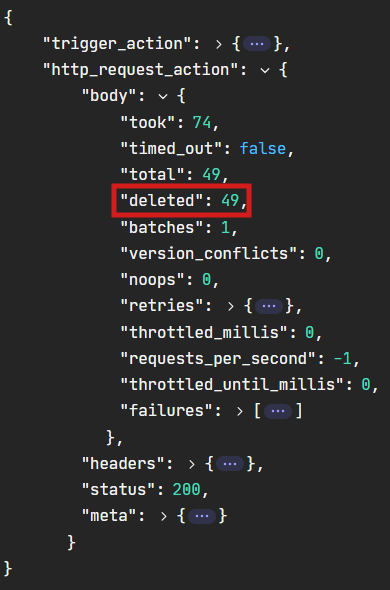 {
"trigger_action": > {···},
"http_request_action": ∨ {
"body": ∨ {
"took": 74,
"timed_out": false,
"total": 49,
"deleted": 49,
"batches": 1,
"version_conflicts": 0,
"noops": 0,
"retries": > {···},
"throttled_millis": 0,
"requests_per_second": -1,
"throttled_until_millis": 0,
"failures": > [···]
},
"headers": > {···},
"status": 200,
"meta": > {···}
}
}